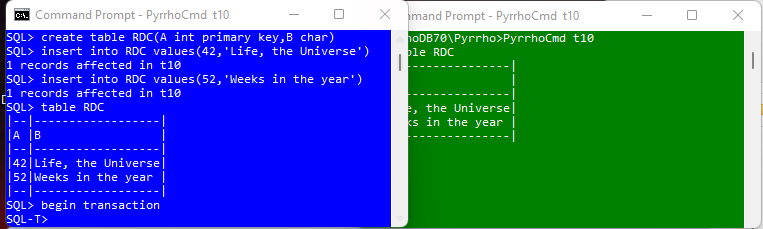 Command Prompt - PyrrhoCmd  t10
SQL> create table RDC(A int primary key,B char)
SQL> insert into RDC values(42,'Life, the Universe')
1 records affected in t10
SQL> insert into RDC values(52,'Weeks in the year')
1 records affected in t10
SQL> table RDC
|--|------------------|
|A |B                 |
|--|------------------|
|42|Life, the Universe|
|52|Weeks in the year |
|--|------------------|
SQL> begin transaction
SQL-T>
ommand Prompt - PyrrhoCmd  t10
hoDB70\Pyrrho>PyrrhoCmd t10
ble RDC
---------------|
|
---------------|
e, the Universe|
ks in the year |
---------------|